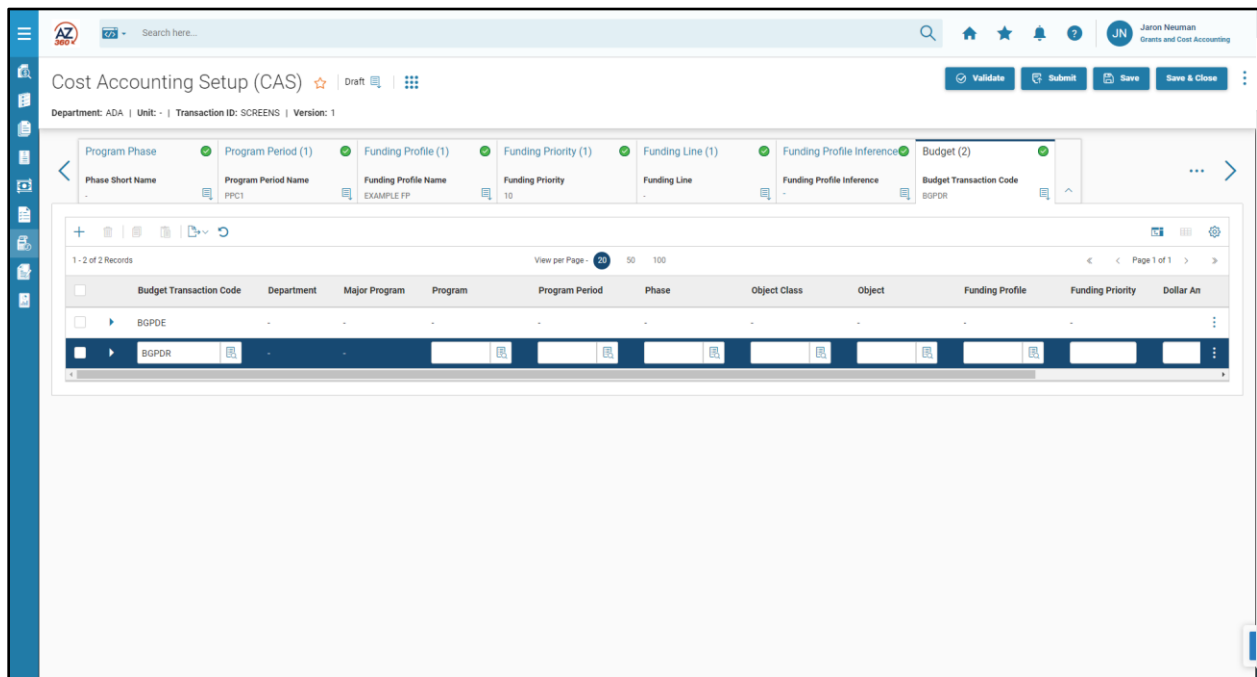 AZ
360
Search here...
?
JN
Jaron Neuman
Grants and Cost Accounting
Cost Accounting Setup (CAS)
Draft
Validate
Submit
Save
Save & Close
Department: ADA | Unit: - | Transaction ID: SCREENS | Version: 1
Program Phase
Phase Short Name
-
Program Period (1)
Program Period Name
PPC1
Funding Profile (1)
Funding Profile Name
EXAMPLE FP
Funding Priority (1)
Funding Priority
10
Funding Line (1)
Funding Line
-
Funding Profile Inference
Funding Profile Inference
-
Budget (2)
Budget Transaction Code
BGPDR
1 - 2 of 2 Records
View per Page - 20 50 100
Page 1 of 1
Budget Transaction Code Department Major Program Program Program Period Phase Object Class Object Funding Profile Funding Priority Dollar Am
BGPDE - - - - - - - - -
BGPDR - -